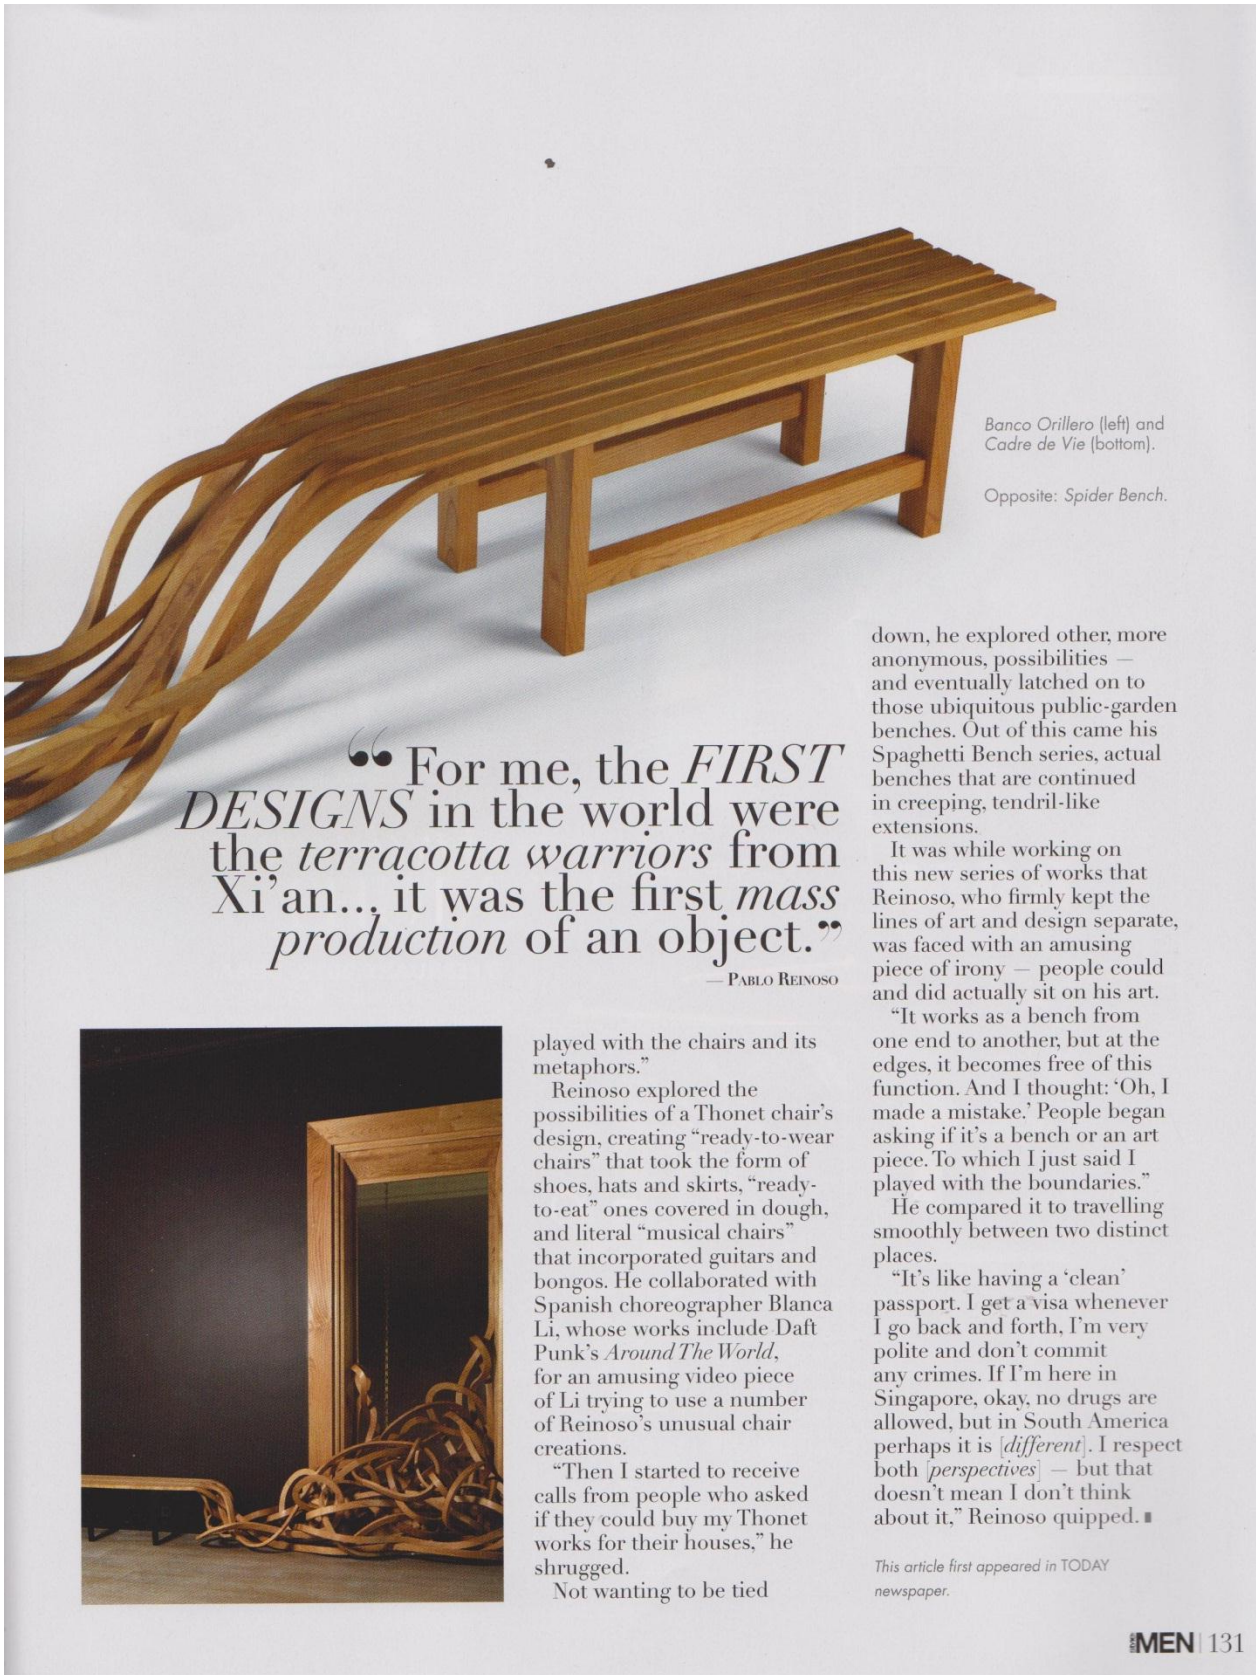 Banco Orillero (left) and
Cadre de Vie (bottom).
Opposite: Spider Bench.
“For me, the FIRST
DESIGNS in the world were
the terracotta warriors from
Xi’an... it was the first mass
production of an object.”
— PABLO REINOSO
played with the chairs and its
metaphors.”
Reinoso explored the
possibilities of a Thonet chair’s
design, creating “ready-to-wear
chairs” that took the form of
shoes, hats and skirts, “ready-
to-eat” ones covered in dough,
and literal “musical chairs”
that incorporated guitars and
bongos. He collaborated with
Spanish choreographer Blanca
Li, whose works include Daft
Punk’s Around The World,
for an amusing video piece
of Li trying to use a number
of Reinoso’s unusual chair
creations.
“Then I started to receive
calls from people who asked
if they could buy my Thonet
works for their houses,” he
shrugged.
Not wanting to be tied
down, he explored other, more
anonymous, possibilities —
and eventually latched on to
those ubiquitous public-garden
benches. Out of this came his
Spaghetti Bench series, actual
benches that are continued
in creeping, tendril-like
extensions.
It was while working on
this new series of works that
Reinoso, who firmly kept the
lines of art and design separate,
was faced with an amusing
piece of irony — people could
and did actually sit on his art.
“It works as a bench from
one end to another, but at the
edges, it becomes free of this
function. And I thought: ‘Oh, I
made a mistake.’ People began
asking if it’s a bench or an art
piece. To which I just said I
played with the boundaries.”
He compared it to travelling
smoothly between two distinct
places.
“It’s like having a ‘clean’
passport. I get a visa whenever
I go back and forth, I’m very
polite and don’t commit
any crimes. If I’m here in
Singapore, okay, no drugs are
allowed, but in South America
perhaps it is [different]. I respect
both [perspectives] — but that
doesn’t mean I don’t think
about it,” Reinoso quipped.
This article first appeared in TODAY
newspaper.
MEN | 131